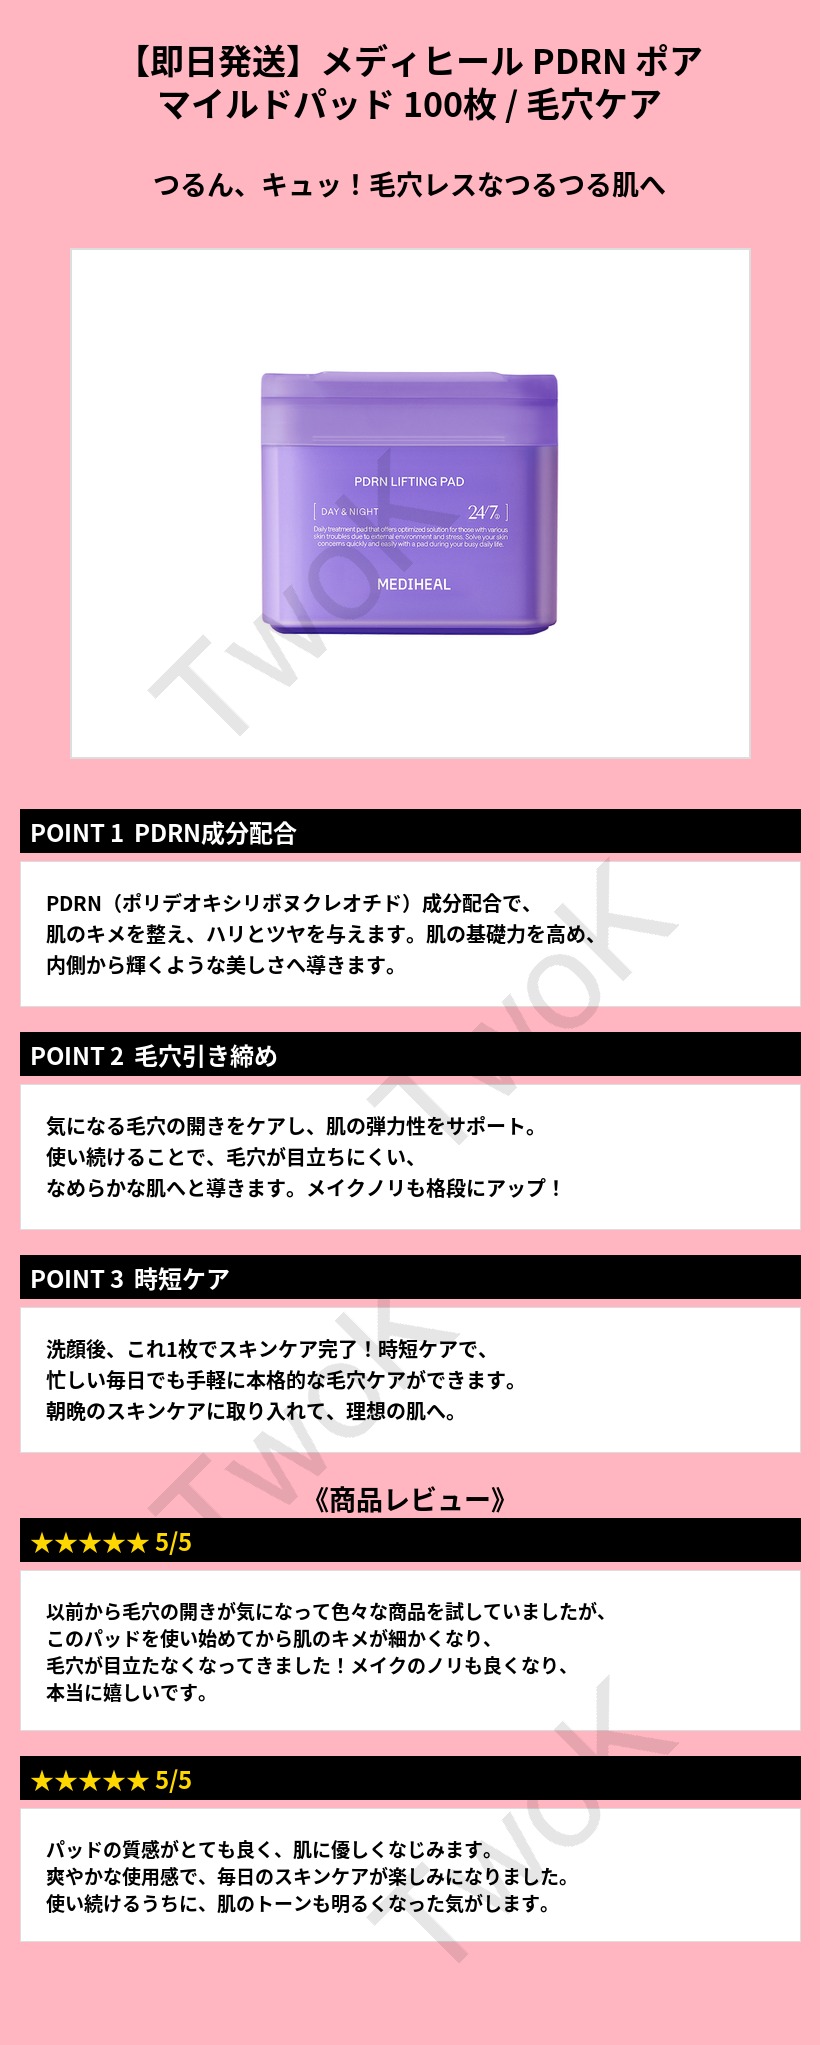 【即日発送】メディヒール PDRN ポア
マイルドパッド 100枚 / 毛穴ケア
つるん、キュッ！毛穴レスなつるつる肌へ
PDRN LIFTING PAD
DAY & NIGHT 24/7
Daily treatment pad that offers optimized solution for those with various
skin troubles due to external environment and stress. Solve your skin
concerns quickly and easily with a pad during your busy daily life.
MEDIHEAL
TwoK
POINT 1 PDRN成分配合
PDRN（ポリデオキシリボヌクレオチド）成分配合で、
肌のキメを整え、ハリとツヤを与えます。肌の基礎力を高め、
内側から輝くような美しさへ導きます。
TwoK
POINT 2 毛穴引き締め
気になる毛穴の開きをケアし、肌の弾力性をサポート。
使い続けることで、毛穴が目立ちにくい、
なめらかな肌へと導きます。メイクノリも格段にアップ！
POINT 3 時短ケア
洗顔後、これ1枚でスキンケア完了！時短ケアで、
忙しい毎日でも手軽に本格的な毛穴ケアができます。
朝晩のスキンケアに取り入れて、理想の肌へ。
TwoK
《商品レビュー》
★★★★★ 5/5
以前から毛穴の開きが気になって色々な商品を試していましたが、
このパッドを使い始めてから肌のキメが細かくなり、
毛穴が目立たなくなってきました！メイクのノリも良くなり、
本当に嬉しいです。
★★★★★ 5/5
パッドの質感がとても良く、肌に優しくなじみます。
爽やかな使用感で、毎日のスキンケアが楽しみになりました。
使い続けるうちに、肌のトーンも明るくなった気がします。
TwoK